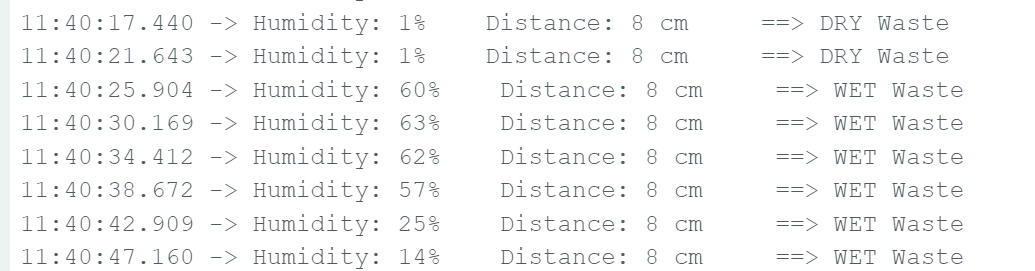 11:40:17.440 -> Humidity: 1%    Distance: 8 cm     ==> DRY Waste
11:40:21.643 -> Humidity: 1%    Distance: 8 cm     ==> DRY Waste
11:40:25.904 -> Humidity: 60%    Distance: 8 cm     ==> WET Waste
11:40:30.169 -> Humidity: 63%    Distance: 8 cm     ==> WET Waste
11:40:34.412 -> Humidity: 62%    Distance: 8 cm     ==> WET Waste
11:40:38.672 -> Humidity: 57%    Distance: 8 cm     ==> WET Waste
11:40:42.909 -> Humidity: 25%    Distance: 8 cm     ==> WET Waste
11:40:47.160 -> Humidity: 14%    Distance: 8 cm     ==> WET Waste